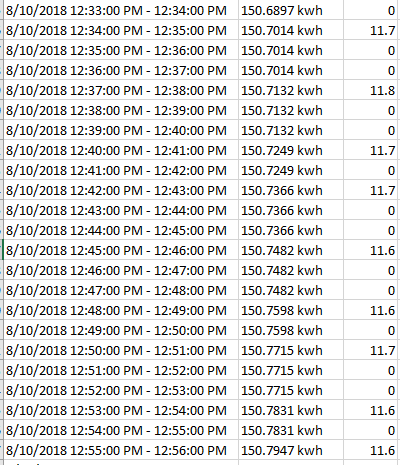 8/10/2018 12:33:00 PM - 12:34:00 PM 150.6897 kwh 0
8/10/2018 12:34:00 PM - 12:35:00 PM 150.7014 kwh 11.7
8/10/2018 12:35:00 PM - 12:36:00 PM 150.7014 kwh 0
8/10/2018 12:36:00 PM - 12:37:00 PM 150.7014 kwh 0
8/10/2018 12:37:00 PM - 12:38:00 PM 150.7132 kwh 11.8
8/10/2018 12:38:00 PM - 12:39:00 PM 150.7132 kwh 0
8/10/2018 12:39:00 PM - 12:40:00 PM 150.7132 kwh 0
8/10/2018 12:40:00 PM - 12:41:00 PM 150.7249 kwh 11.7
8/10/2018 12:41:00 PM - 12:42:00 PM 150.7249 kwh 0
8/10/2018 12:42:00 PM - 12:43:00 PM 150.7366 kwh 11.7
8/10/2018 12:43:00 PM - 12:44:00 PM 150.7366 kwh 0
8/10/2018 12:44:00 PM - 12:45:00 PM 150.7366 kwh 0
8/10/2018 12:45:00 PM - 12:46:00 PM 150.7482 kwh 11.6
8/10/2018 12:46:00 PM - 12:47:00 PM 150.7482 kwh 0
8/10/2018 12:47:00 PM - 12:48:00 PM 150.7482 kwh 0
8/10/2018 12:48:00 PM - 12:49:00 PM 150.7598 kwh 11.6
8/10/2018 12:49:00 PM - 12:50:00 PM 150.7598 kwh 0
8/10/2018 12:50:00 PM - 12:51:00 PM 150.7715 kwh 11.7
8/10/2018 12:51:00 PM - 12:52:00 PM 150.7715 kwh 0
8/10/2018 12:52:00 PM - 12:53:00 PM 150.7715 kwh 0
8/10/2018 12:53:00 PM - 12:54:00 PM 150.7831 kwh 11.6
8/10/2018 12:54:00 PM - 12:55:00 PM 150.7831 kwh 0
8/10/2018 12:55:00 PM - 12:56:00 PM 150.7947 kwh 11.6